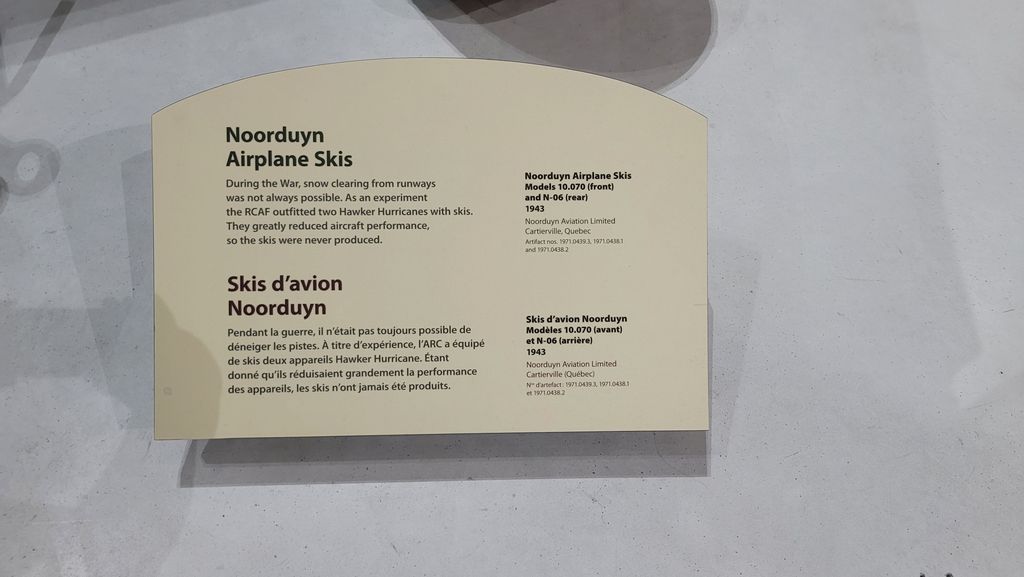 Noorduyn
Airplane Skis
During the War, snow clearing from runways
was not always possible. As an experiment
the RCAF outfitted two Hawker Hurricanes with skis.
They greatly reduced aircraft performance,
so the skis were never produced.
Noorduyn Airplane Skis
Models 10.070 (front)
and N-06 (rear)
1943
Noorduyn Aviation Limited
Cartierville, Quebec
Artifact nos. 1971.0439.3, 1971.0438.1
and 1971.0438.2
Skis d'avion
Noorduyn
Pendant la guerre, il n'était pas toujours possible de
déneiger les pistes. À titre d'expérience, l'ARC a équipé
de skis deux appareils Hawker Hurricane. Étant
donné qu'ils réduisaient grandement la performance
des appareils, les skis n'ont jamais été produits.
Skis d'avion Noorduyn
Modèles 10.070 (avant)
et N-06 (arrière)
1943
Noorduyn Aviation Limited
Cartierville (Québec)
Nos d'artefact : 1971.0439.3, 1971.0438.1
et 1971.0438.2